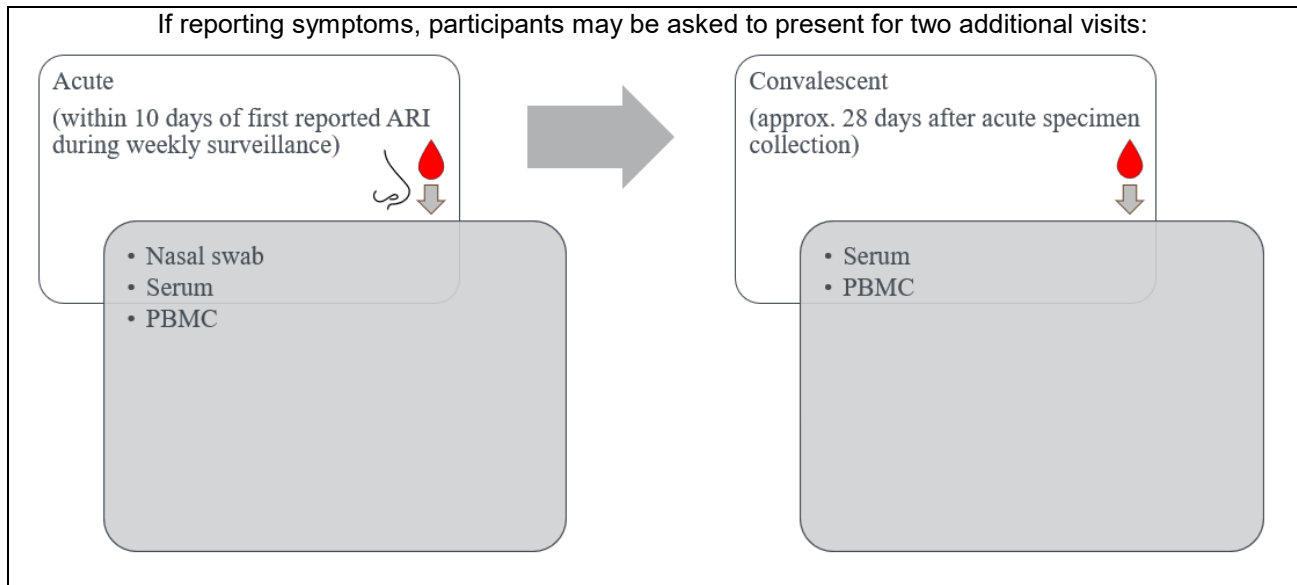 If reporting symptoms, participants may be asked to present for two additional visits:
Acute
(within 10 days of first reported ARI
during weekly surveillance)
• Nasal swab
• Serum
• PBMC
Convalescent
(approx. 28 days after acute specimen
collection)
• Serum
• PBMC